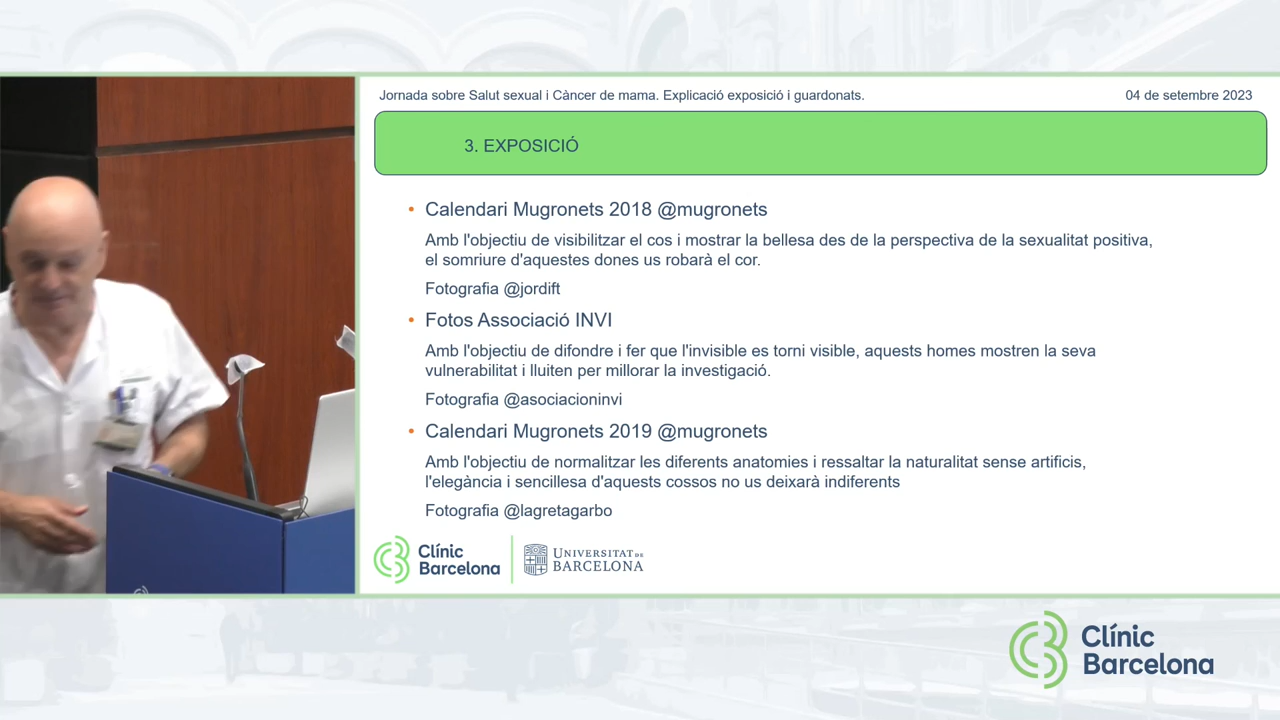 Jornada sobre Salut sexual i Càncer de mama. Explicació exposició i guardonats.
04 de setembre 2023
3. EXPOSICIÓ
• Calendari Mugronets 2018 @mugronets
Amb l'objectiu de visibilitzar el cos i mostrar la bellesa des de la perspectiva de la sexualitat positiva,
el somriure d'aquestes dones us robarà el cor.
Fotografia @jordift
• Fotos Associació INVI
Amb l'objectiu de difondre i fer que l'invisible es torni visible, aquests homes mostren la seva
vulnerabilitat i lluiten per millorar la investigació.
Fotografia @asociacioninvi
• Calendari Mugronets 2019 @mugronets
Amb l'objectiu de normalitzar les diferents anatomies i ressaltar la naturalitat sense artificis,
l'elegància i sencillesa d'aquests cossos no us deixarà indiferents
Fotografia @lagretagarbo
Clínic
Barcelona
UNIVERSITAT DE
BARCELONA
Clínic
Barcelona